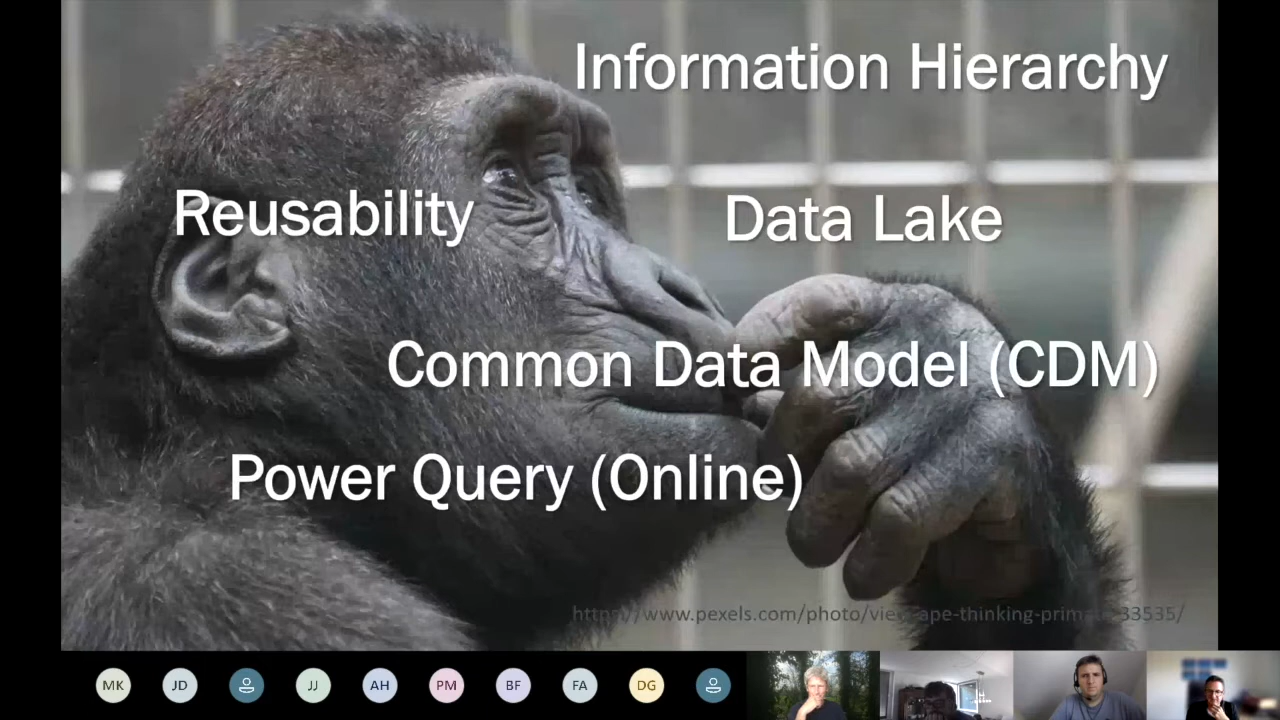 Information Hierarchy
Reusability
Data Lake
Common Data Model (CDM)
Power Query (Online)
MK
JD
JJ
AH
PM
BF
FA
DG